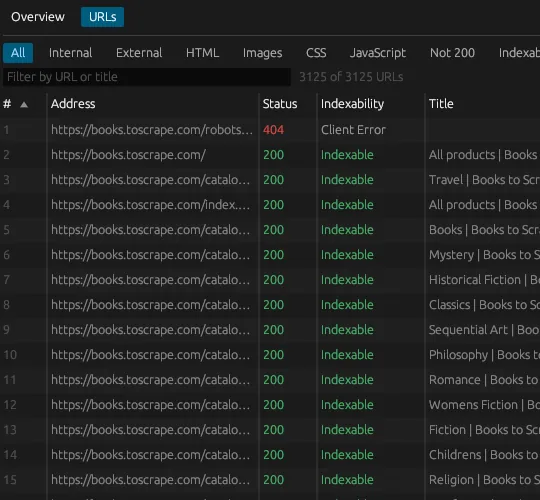 Overview URLs
All Internal External HTML Images CSS JavaScript Not 200 Indexab
Filter by URL or title 3125 of 3125 URLs
# Address Status Indexability Title
1 https://books.toscrape.com/robots... 404 Client Error
2 https://books.toscrape.com/ 200 Indexable All products | Books
3 https://books.toscrape.com/catalo... 200 Indexable Travel | Books to Scr
4 https://books.toscrape.com/index.... 200 Indexable All products | Books
5 https://books.toscrape.com/catalo... 200 Indexable Books | Books to Scra
6 https://books.toscrape.com/catalo... 200 Indexable Mystery | Books to S
7 https://books.toscrape.com/catalo... 200 Indexable Historical Fiction | B
8 https://books.toscrape.com/catalo... 200 Indexable Classics | Books to Sc
9 https://books.toscrape.com/catalo... 200 Indexable Sequential Art | Boo
10 https://books.toscrape.com/catalo... 200 Indexable Philosophy | Books t
11 https://books.toscrape.com/catalo... 200 Indexable Romance | Books to
12 https://books.toscrape.com/catalo... 200 Indexable Womens Fiction | Bo
13 https://books.toscrape.com/catalo... 200 Indexable Fiction | Books to Scr
14 https://books.toscrape.com/catalo... 200 Indexable Childrens | Books to
15 https://books.toscrape.com/catalo... 200 Indexable Religion | Books to S